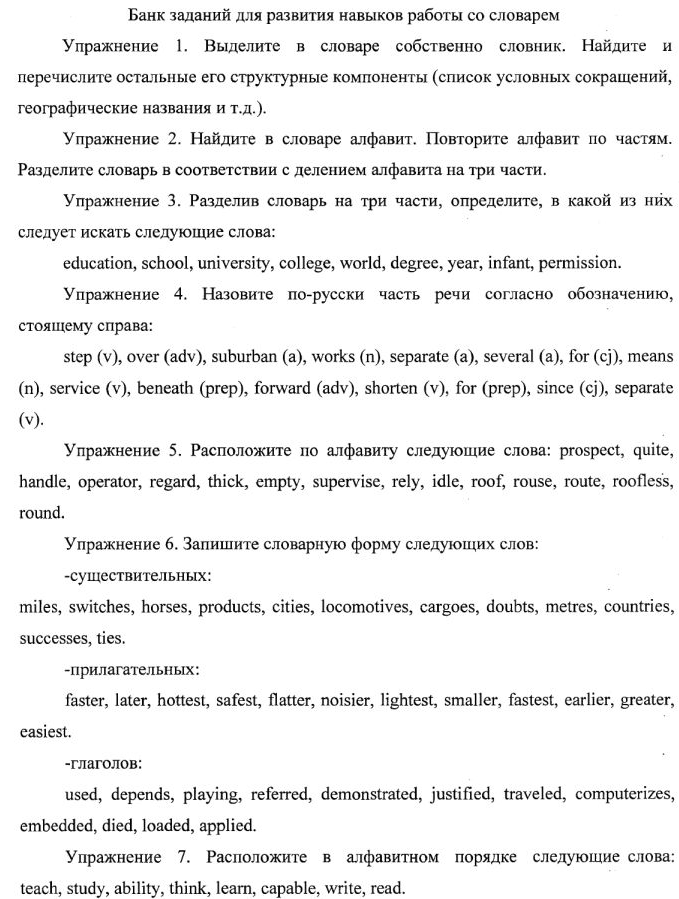 Банк заданий для развития навыков работы со словарем
Упражнение 1. Выделите в словаре собственно словник. Найдите и
перечислите остальные его структурные компоненты (список условных сокращений,
географические названия и т.д.).
Упражнение 2. Найдите в словаре алфавит. Повторите алфавит по частям.
Разделите словарь в соответствии с делением алфавита на три части.
Упражнение 3. Разделив словарь на три части, определите, в какой из них
следует искать следующие слова:
education, school, university, college, world, degree, year, infant, permission.
Упражнение 4. Назовите по-русски часть речи согласно обозначению,
стоящему справа:
step (v), over (adv), suburban (a), works (n), separate (a), several (a), for (cj), means
(n), service (v), beneath (prep), forward (adv), shorten (v), for (prep), since (cj), separate
(v).
Упражнение 5. Расположите по алфавиту следующие слова: prospect, quite,
handle, operator, regard, thick, empty, supervise, rely, idle, roof, rouse, route, roofless,
round.
Упражнение 6. Запишите словарную форму следующих слов:
-существительных:
miles, switches, horses, products, cities, locomotives, cargoes, doubts, metres, countries,
successes, ties.
-прилагательных:
faster, later, hottest, safest, flatter, noisier, lightest, smaller, fastest, earlier, greater,
easiest.
-глаголов:
used, depends, playing, referred, demonstrated, justified, traveled, computerizes,
embedded, died, loaded, applied.
Упражнение 7. Расположите в алфавитном порядке следующие слова:
teach, study, ability, think, learn, capable, write, read.